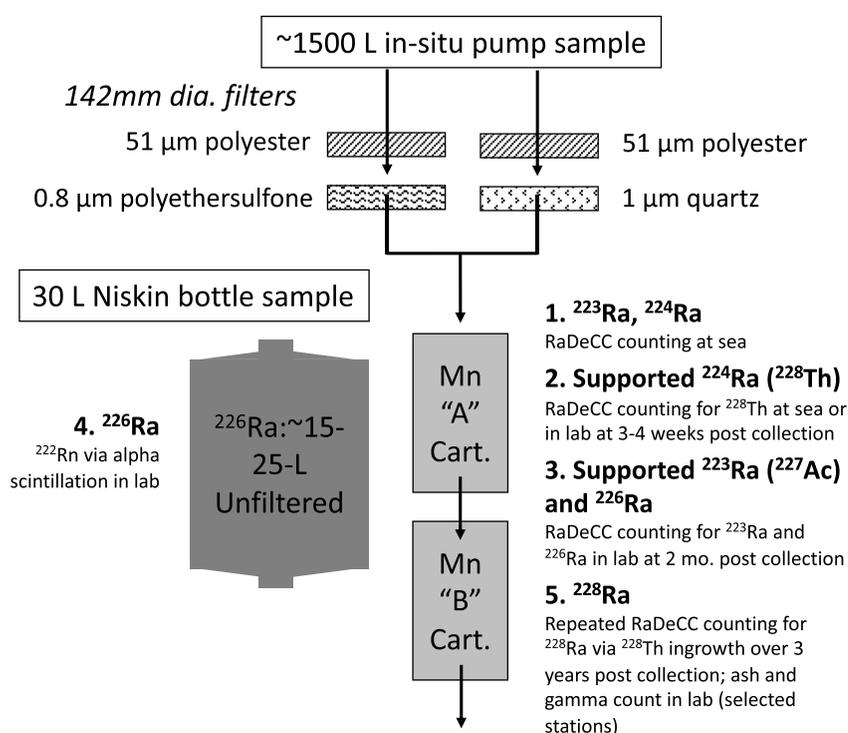 ~1500 L in-situ pump sample
142mm dia. filters
51 µm polyester
51 µm polyester
0.8 µm polyethersulfone
1 µm quartz
30 L Niskin bottle sample
4. ²²⁶Ra
²²²Rn via alpha
scintillation in lab
²²⁶Ra:~15-
25-L
Unfiltered
Mn
“A”
Cart.
Mn
“B”
Cart.
1. ²²³Ra, ²²⁴Ra
RaDeCC counting at sea
2. Supported ²²⁴Ra (²²⁸Th)
RaDeCC counting for ²²⁸Th at sea or
in lab at 3-4 weeks post collection
3. Supported ²²³Ra (²²⁷Ac)
and ²²⁶Ra
RaDeCC counting for ²²³Ra and
²²⁶Ra in lab at 2 mo. post collection
5. ²²⁸Ra
Repeated RaDeCC counting for
²²⁸Ra via ²²⁸Th ingrowth over 3
years post collection; ash and
gamma count in lab (selected
stations)